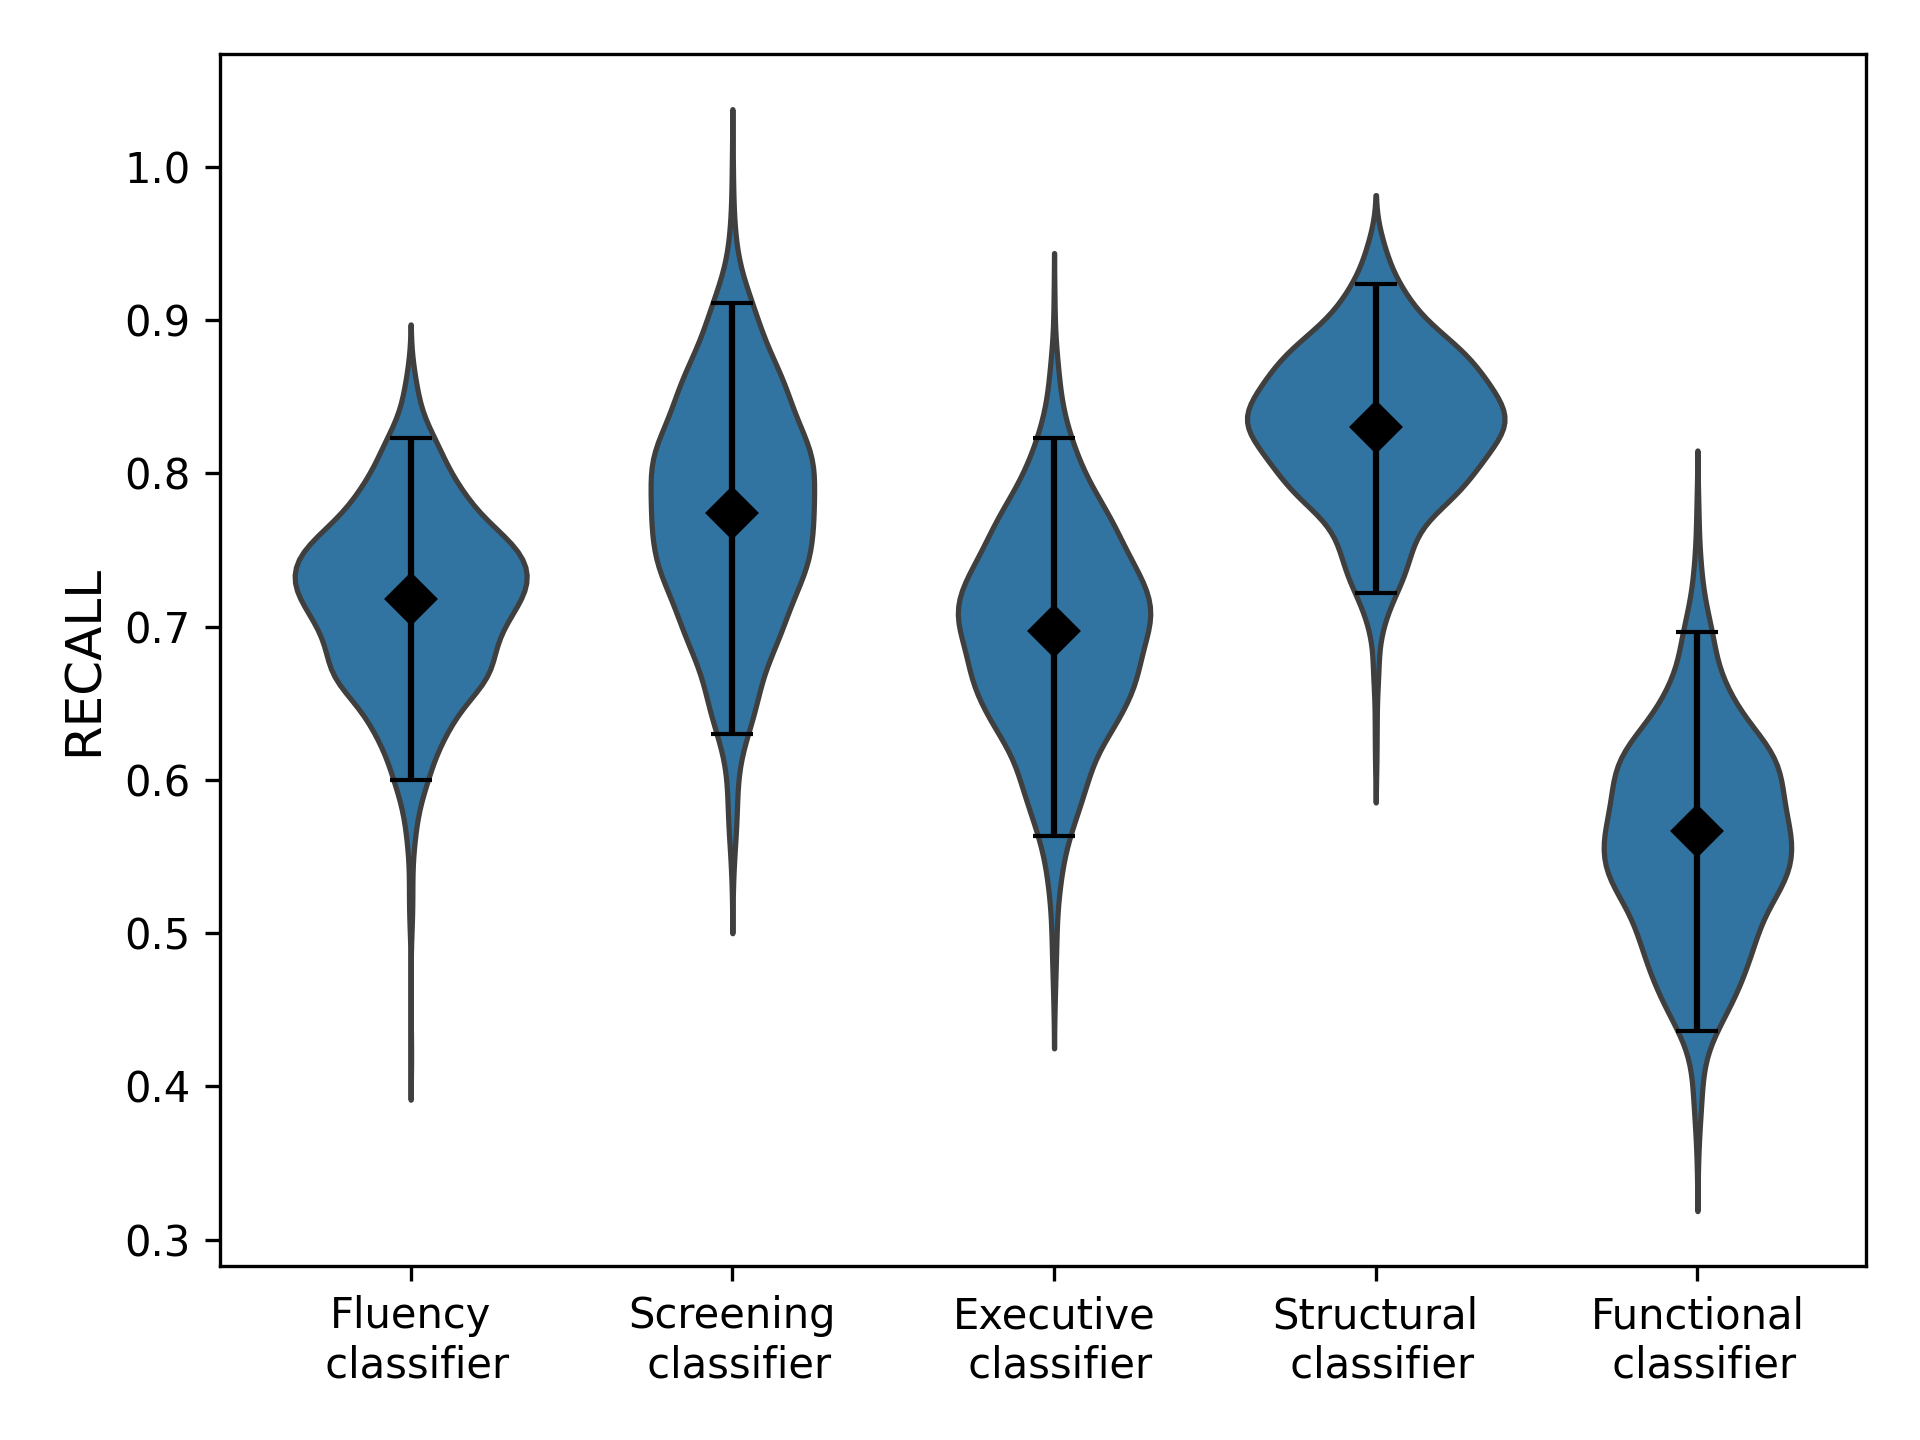 RECALL
1.0
0.9
0.8
0.7
0.6
0.5
0.4
0.3
Fluency classifier
Screening classifier
Executive classifier
Structural classifier
Functional classifier